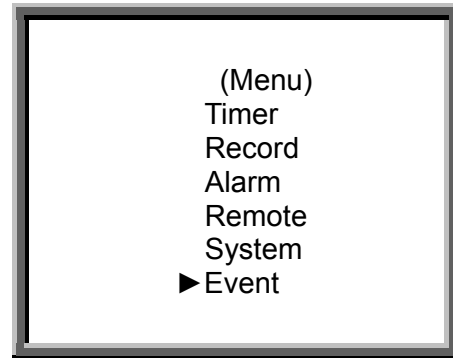 (Menu)
Timer
Record
Alarm
Remote
System
►Event